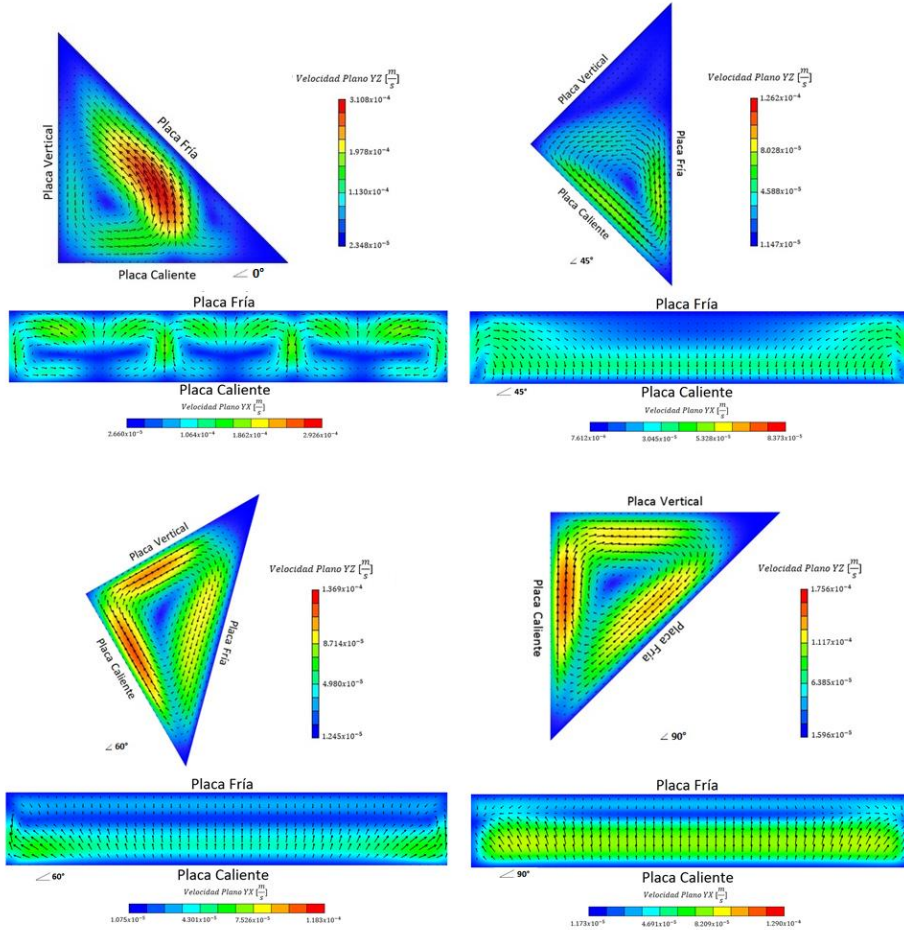 Velocidad Plano YZ [m/s]
3.108x10⁻⁴
1.978x10⁻⁴
1.130x10⁻⁴
2.348x10⁻⁵
Placa Vertical
Placa Fría
Placa Caliente
∠ 0°
Velocidad Plano YZ [m/s]
1.262x10⁻⁴
8.028x10⁻⁵
4.588x10⁻⁵
1.147x10⁻⁵
Placa Vertical
Placa Fría
Placa Caliente
∠ 45°
Placa Fría
Placa Caliente
Velocidad Plano YX [m/s]
2.660x10⁻⁵
1.064x10⁻⁴
1.862x10⁻⁴
2.926x10⁻⁴
Placa Fría
Placa Caliente
∠ 45°
Velocidad Plano YX [m/s]
7.612x10⁻⁶
3.045x10⁻⁵
5.328x10⁻⁵
8.373x10⁻⁵
Placa Vertical
Placa Fría
Placa Caliente
∠ 60°
Velocidad Plano YZ [m/s]
1.369x10⁻⁴
8.714x10⁻⁵
4.980x10⁻⁵
1.245x10⁻⁵
Placa Vertical
Placa Caliente
Placa Fría
∠ 90°
Velocidad Plano YZ [m/s]
1.756x10⁻⁴
1.117x10⁻⁴
6.385x10⁻⁵
1.596x10⁻⁵
Placa Fría
∠ 60°
Placa Caliente
Velocidad Plano YX [m/s]
1.075x10⁻⁵
4.301x10⁻⁵
7.526x10⁻⁵
1.183x10⁻⁴
Placa Fría
∠ 90°
Placa Caliente
Velocidad Plano YX [m/s]
1.173x10⁻⁵
4.691x10⁻⁵
8.209x10⁻⁵
1.290x10⁻⁴